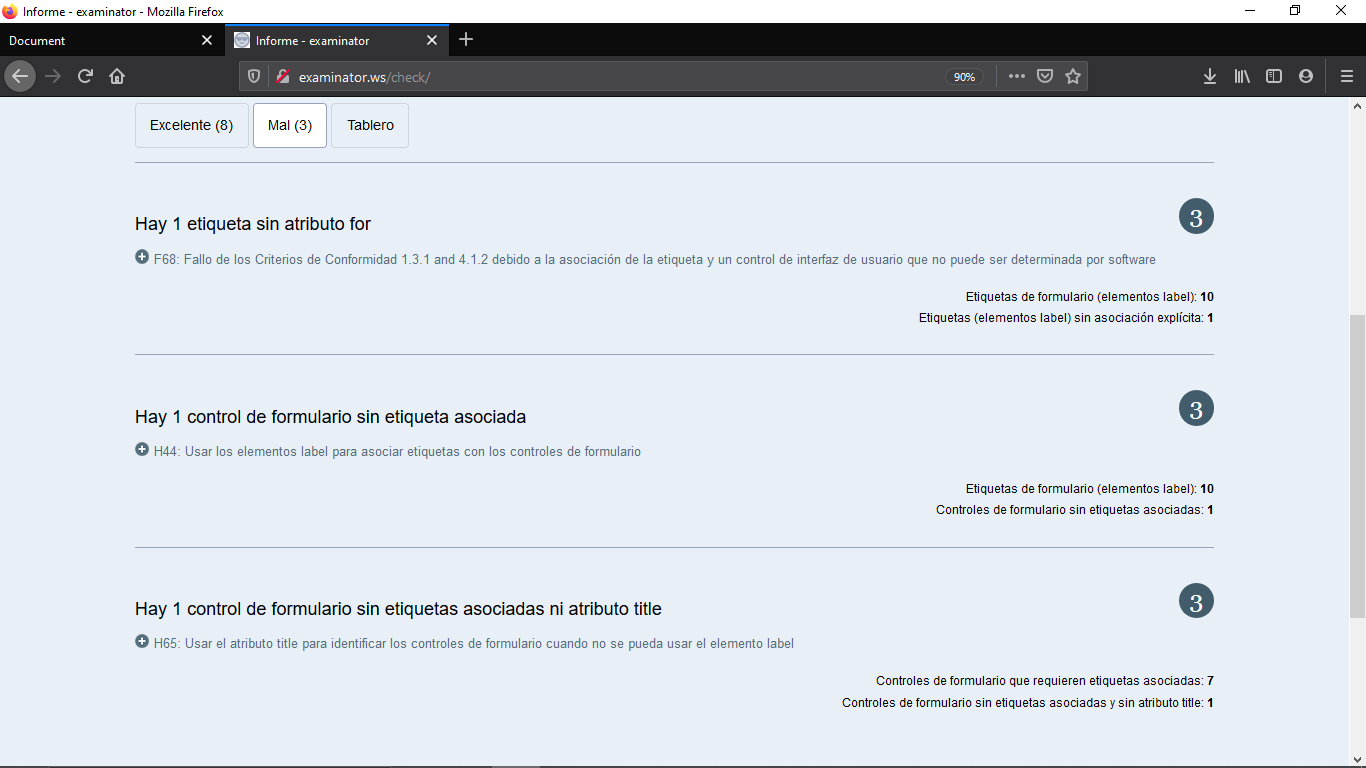 Informe - examinator - Mozilla Firefox
Document
Informe - examinator
examinator.ws/check/
90%
Excelente (8)
Mal (3)
Tablero
Hay 1 etiqueta sin atributo for
3
F68: Fallo de los Criterios de Conformidad 1.3.1 and 4.1.2 debido a la asociación de la etiqueta y un control de interfaz de usuario que no puede ser determinada por software
Etiquetas de formulario (elementos label): 10
Etiquetas (elementos label) sin asociación explícita: 1
Hay 1 control de formulario sin etiqueta asociada
3
H44: Usar los elementos label para asociar etiquetas con los controles de formulario
Etiquetas de formulario (elementos label): 10
Controles de formulario sin etiquetas asociadas: 1
Hay 1 control de formulario sin etiquetas asociadas ni atributo title
3
H65: Usar el atributo title para identificar los controles de formulario cuando no se pueda usar el elemento label
Controles de formulario que requieren etiquetas asociadas: 7
Controles de formulario sin etiquetas asociadas y sin atributo title: 1